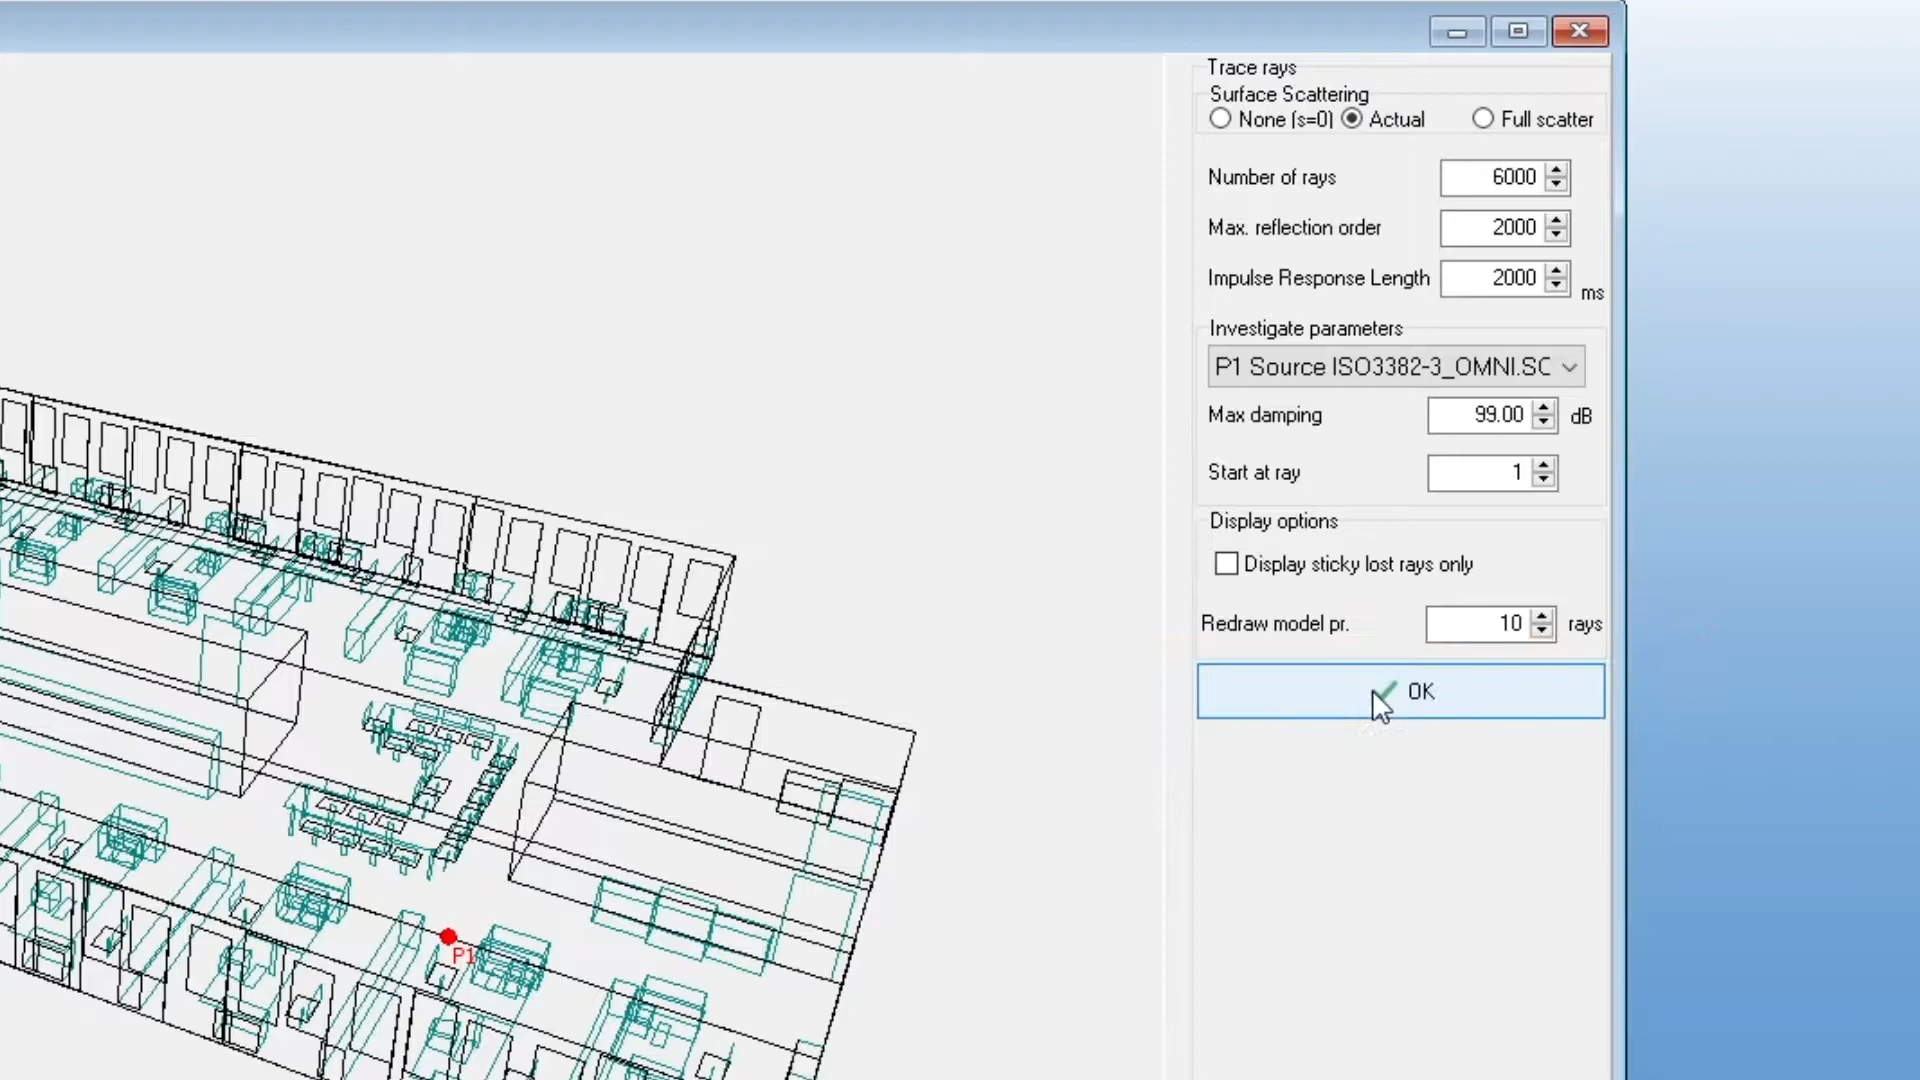 Trace rays
Surface Scattering
None (s=0) Actual Full scatter
Number of rays 6000
Max. reflection order 2000
Impulse Response Length 2000 ms
Investigate parameters
P1 Source ISO3382-3_OMNI.SO
Max damping 99.00 dB
Start at ray 1
Display options
Display sticky lost rays only
Redraw model pr. 10 rays
OK
P1